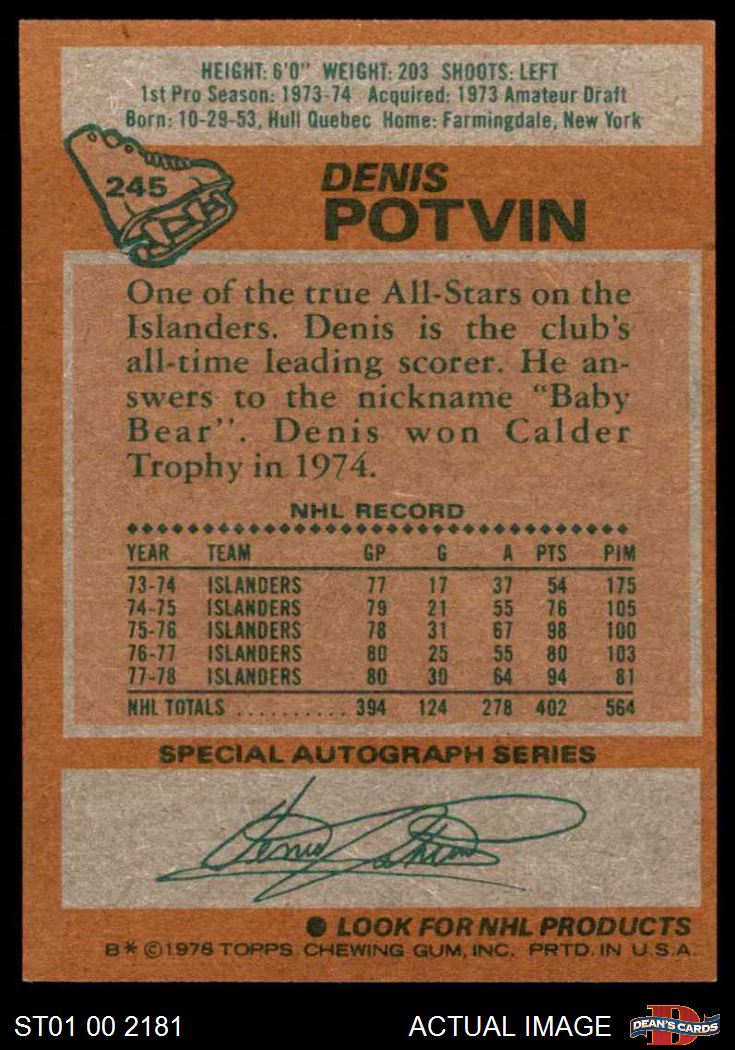 HEIGHT: 6'0" WEIGHT: 203 SHOOTS: LEFT
1st Pro Season: 1973-74 Acquired: 1973 Amateur Draft
Born: 10-29-53, Hull Quebec Home: Farmingdale, New York
245
DENIS
POTVIN
One of the true All-Stars on the
Islanders. Denis is the club's
all-time leading scorer. He an-
swers to the nickname "Baby
Bear". Denis won Calder
Trophy in 1974.
NHL RECORD
YEAR TEAM GP G A PTS PIM
73-74 ISLANDERS 77 17 37 54 175
74-75 ISLANDERS 79 21 55 76 105
75-76 ISLANDERS 78 31 67 98 100
76-77 ISLANDERS 80 25 55 80 103
77-78 ISLANDERS 80 30 64 94 81
NHL TOTALS .......... 394 124 278 402 564
SPECIAL AUTOGRAPH SERIES
Denis Potvin
● LOOK FOR NHL PRODUCTS
B* ©1978 TOPPS CHEWING GUM, INC. PRTD. IN U.S.A.
ST01 00 2181 ACTUAL IMAGE D DEAN'S CARDS